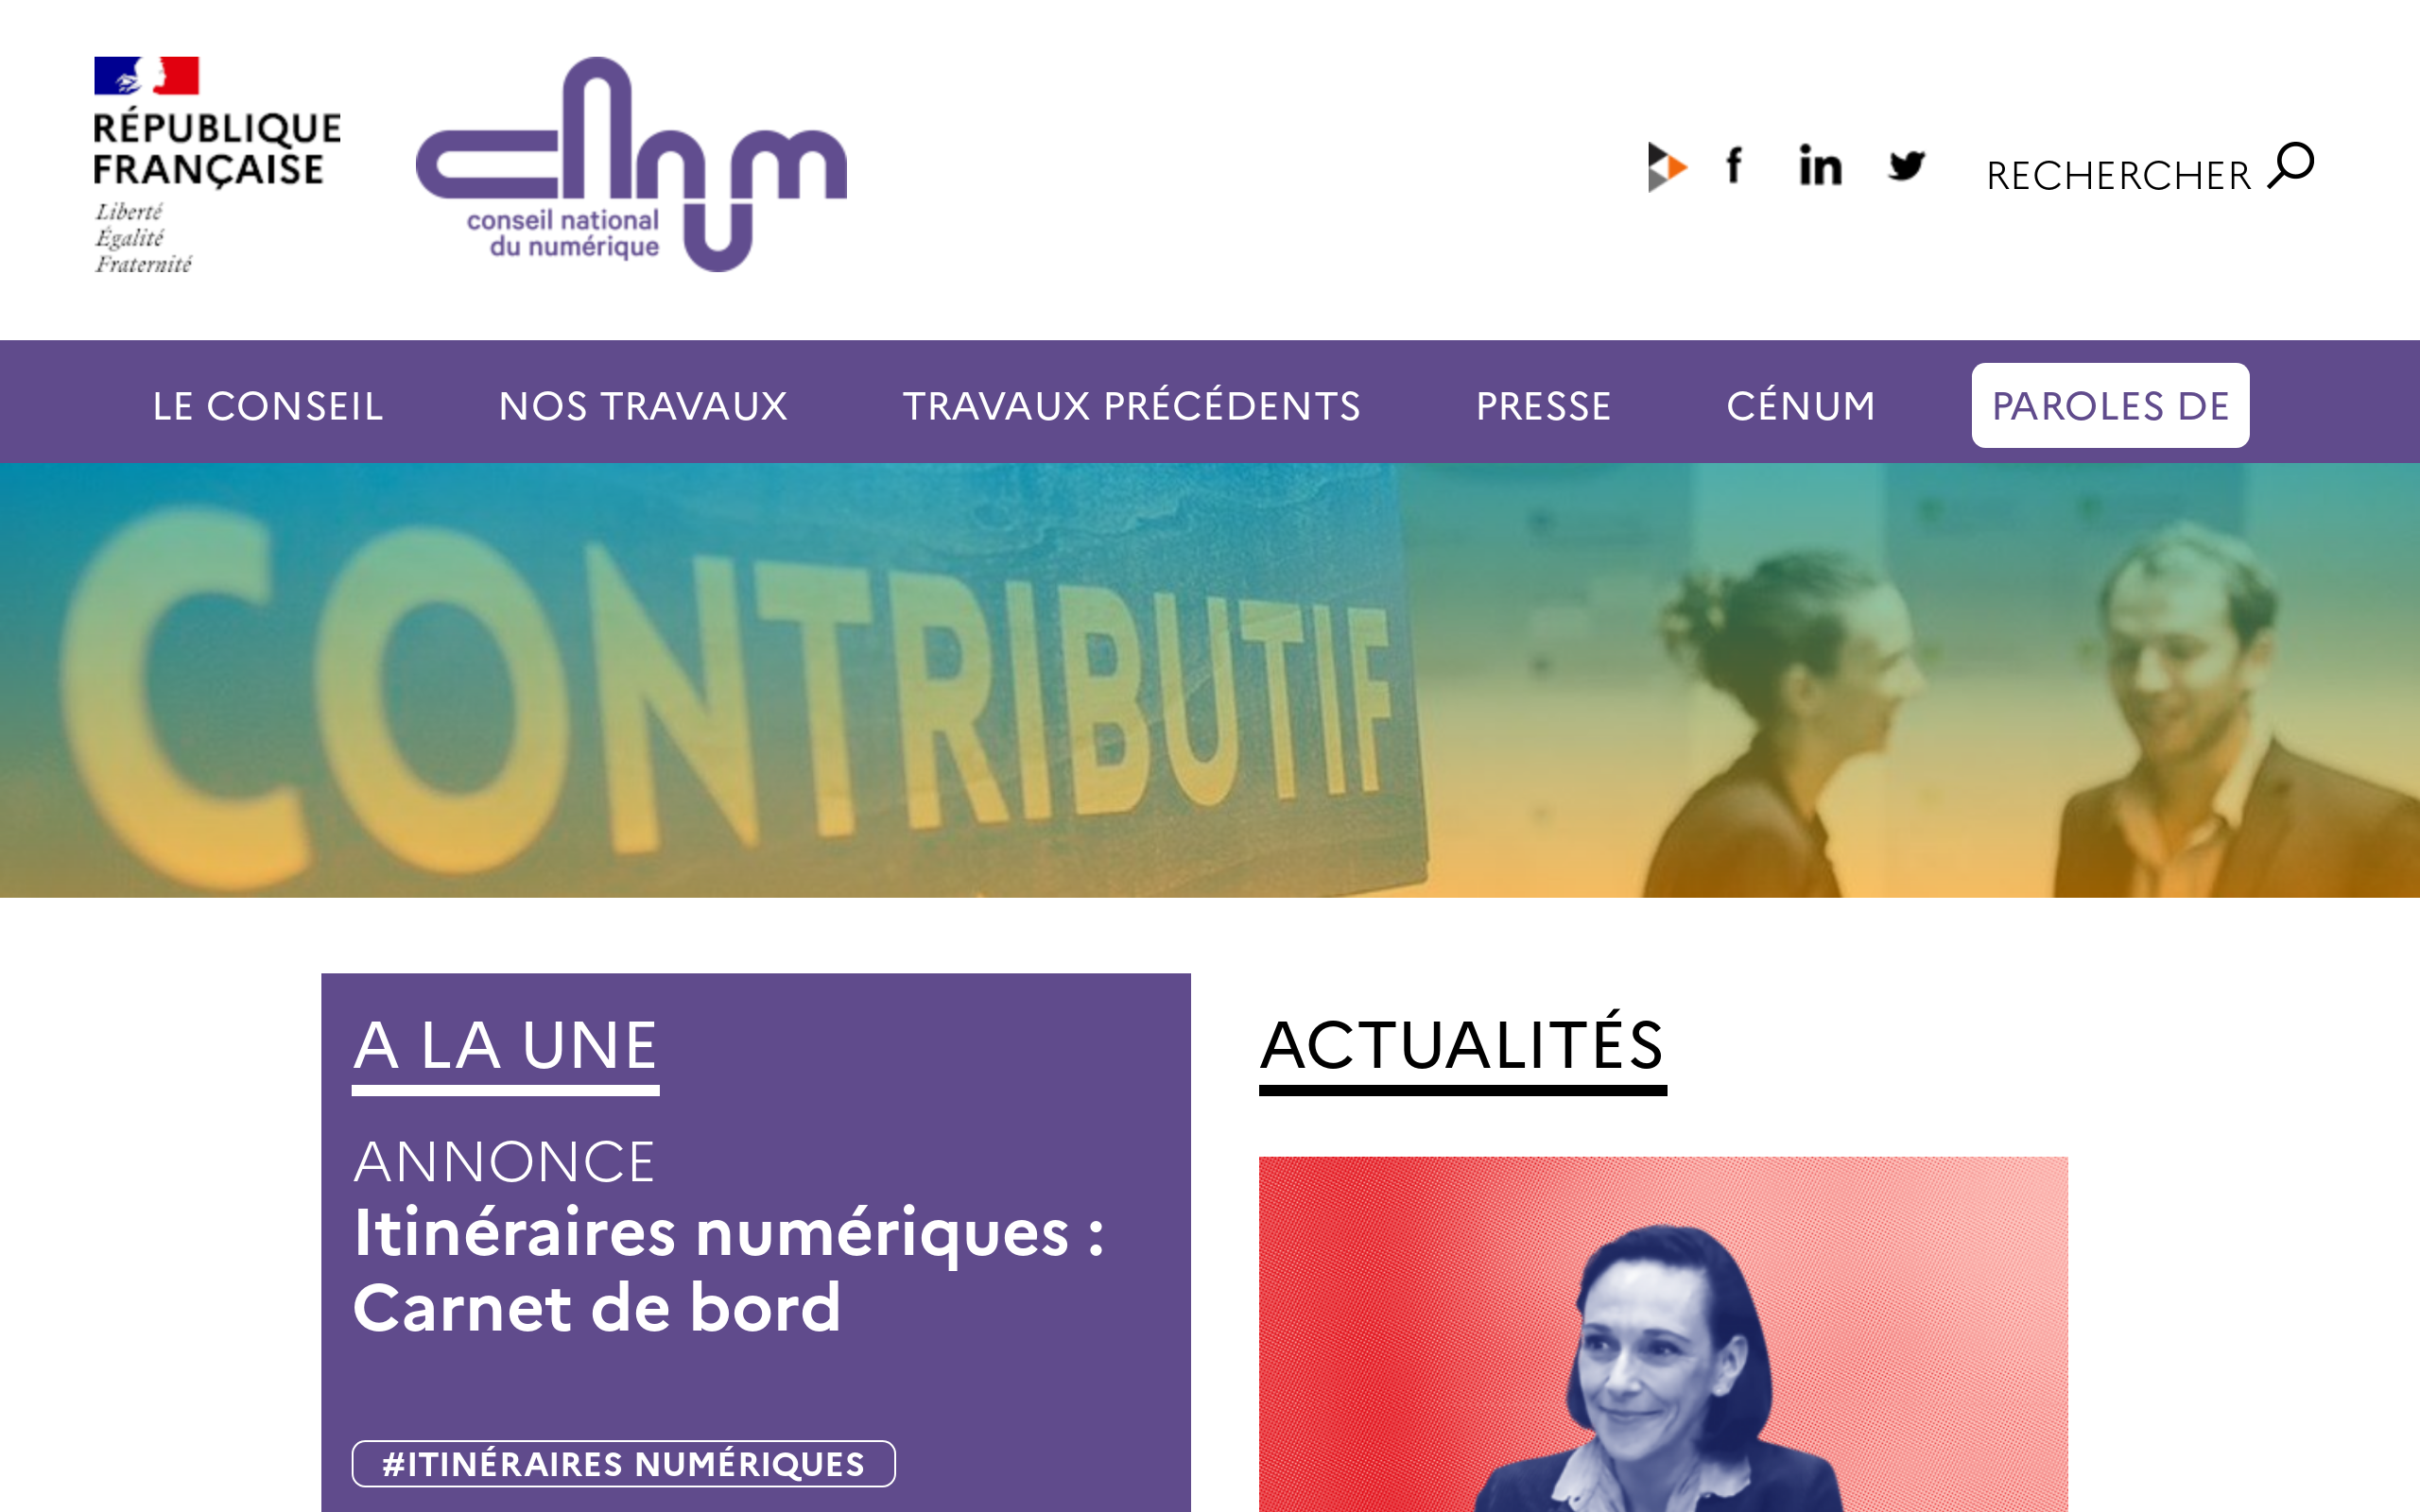 RÉPUBLIQUE
FRANÇAISE
Liberté
Égalité
Fraternité
cnnum
conseil national
du numérique
RECHERCHER
LE CONSEIL
NOS TRAVAUX
TRAVAUX PRÉCÉDENTS
PRESSE
CÉNUM
PAROLES DE
CONTRIBUTIF
A LA UNE
ANNONCE
Itinéraires numériques :
Carnet de bord
#ITINÉRAIRES NUMÉRIQUES
ACTUALITÉS